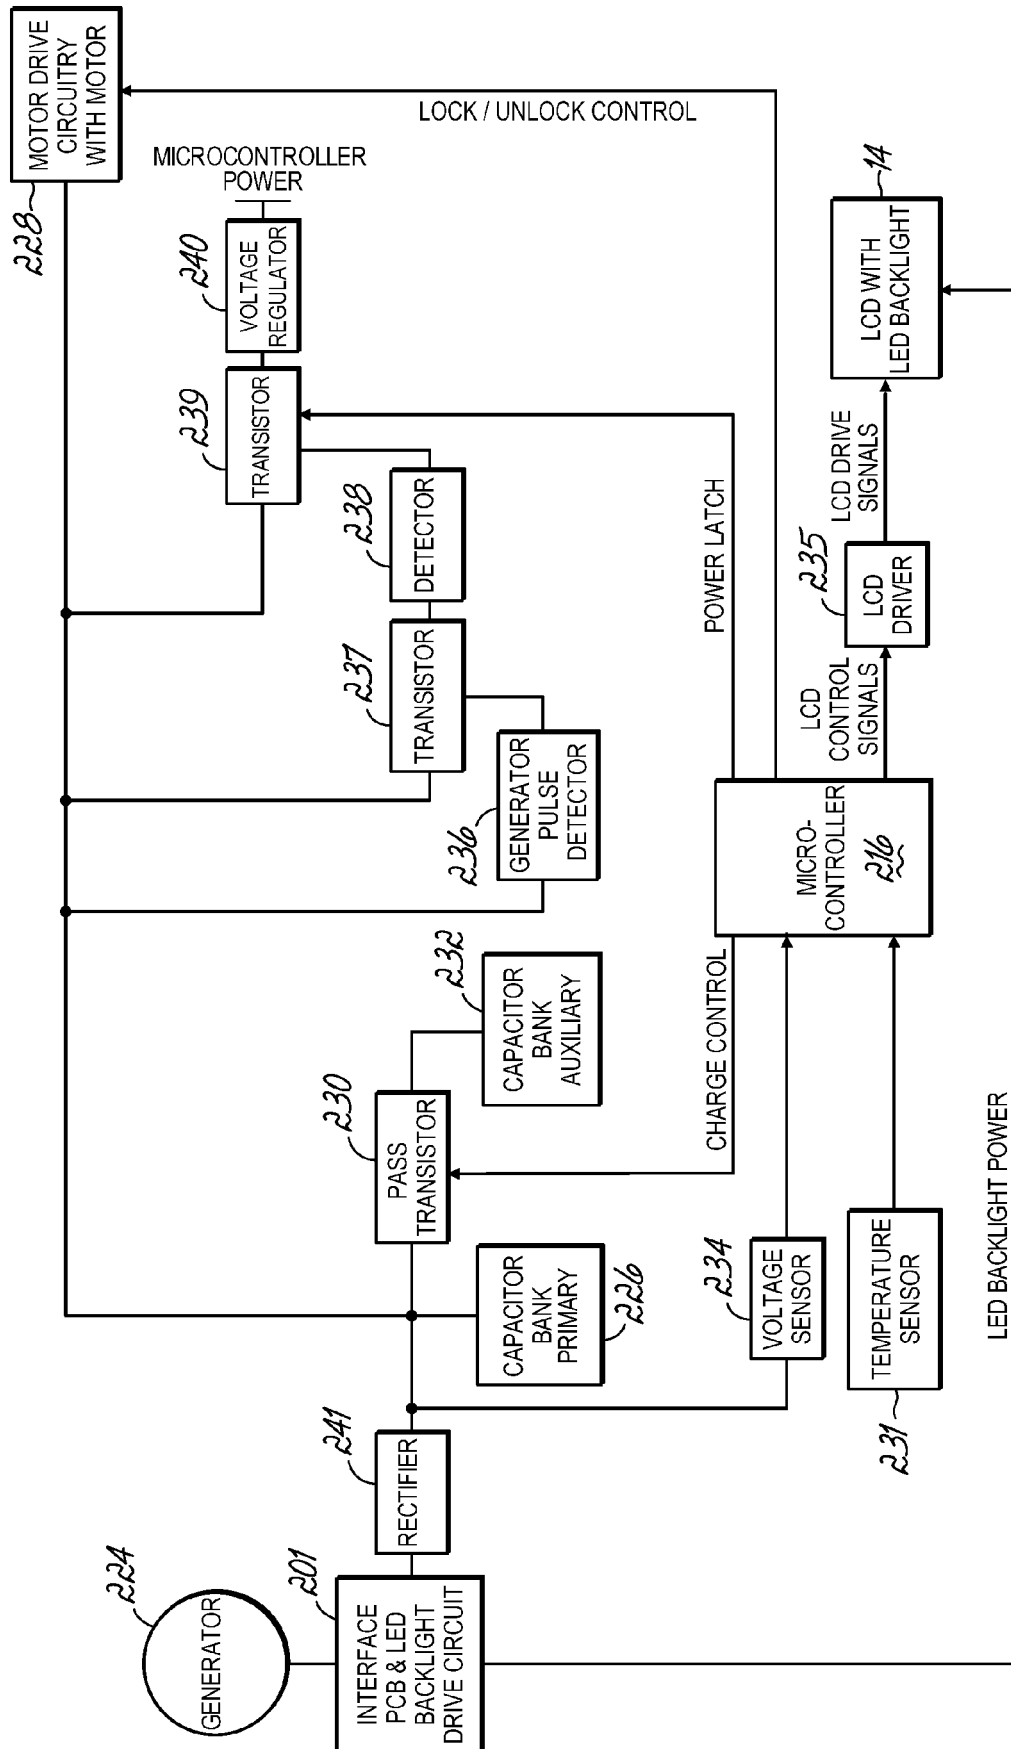 224
GENERATOR
201
INTERFACE
PCB & LED
BACKLIGHT
DRIVE CIRCUIT
241
RECTIFIER
CAPACITOR
BANK
PRIMARY
226
230
PASS
TRANSISTOR
232
CAPACITOR
BANK
AUXILIARY
236
GENERATOR
PULSE
DETECTOR
237
TRANSISTOR
238
DETECTOR
239
TRANSISTOR
240
VOLTAGE
REGULATOR
MICROCONTROLLER
POWER
228
MOTOR DRIVE
CIRCUITRY
WITH MOTOR
LOCK / UNLOCK CONTROL
POWER LATCH
CHARGE CONTROL
234
VOLTAGE
SENSOR
TEMPERATURE
SENSOR
231
MICRO-
CONTROLLER
216
LCD
CONTROL
SIGNALS
235
LCD
DRIVER
LCD DRIVE
SIGNALS
14
LCD WITH
LED BACKLIGHT
LED BACKLIGHT POWER